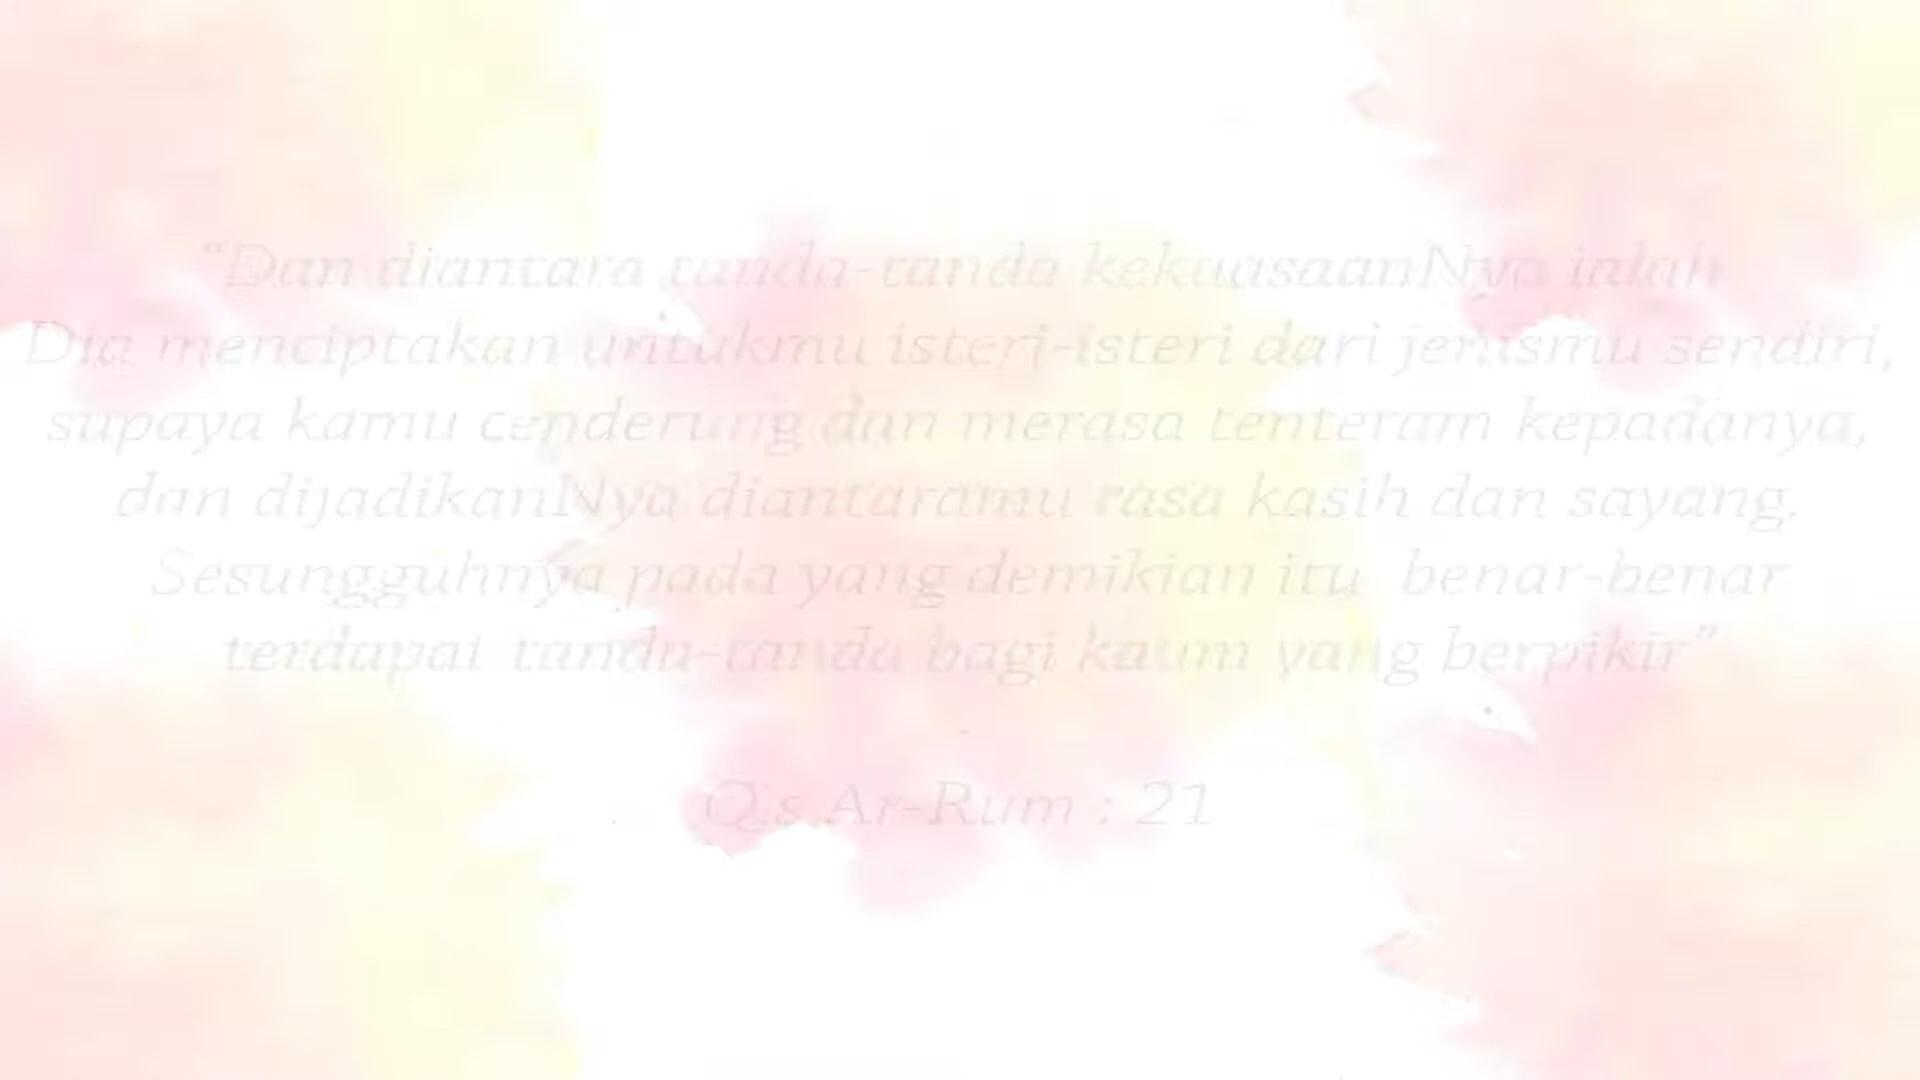 “Dan diantara tanda-tanda kekuasaanNya ialah
Dia menciptakan untukmu isteri-isteri dari jenismu sendiri,
supaya kamu cenderung dan merasa tenteram kepadanya,
dan dijadikanNya diantaramu rasa kasih dan sayang.
Sesungguhnya pada yang demikian itu benar-benar
terdapat tanda-tanda bagi kaum yang berpikir”
Q.s Ar-Rum : 21